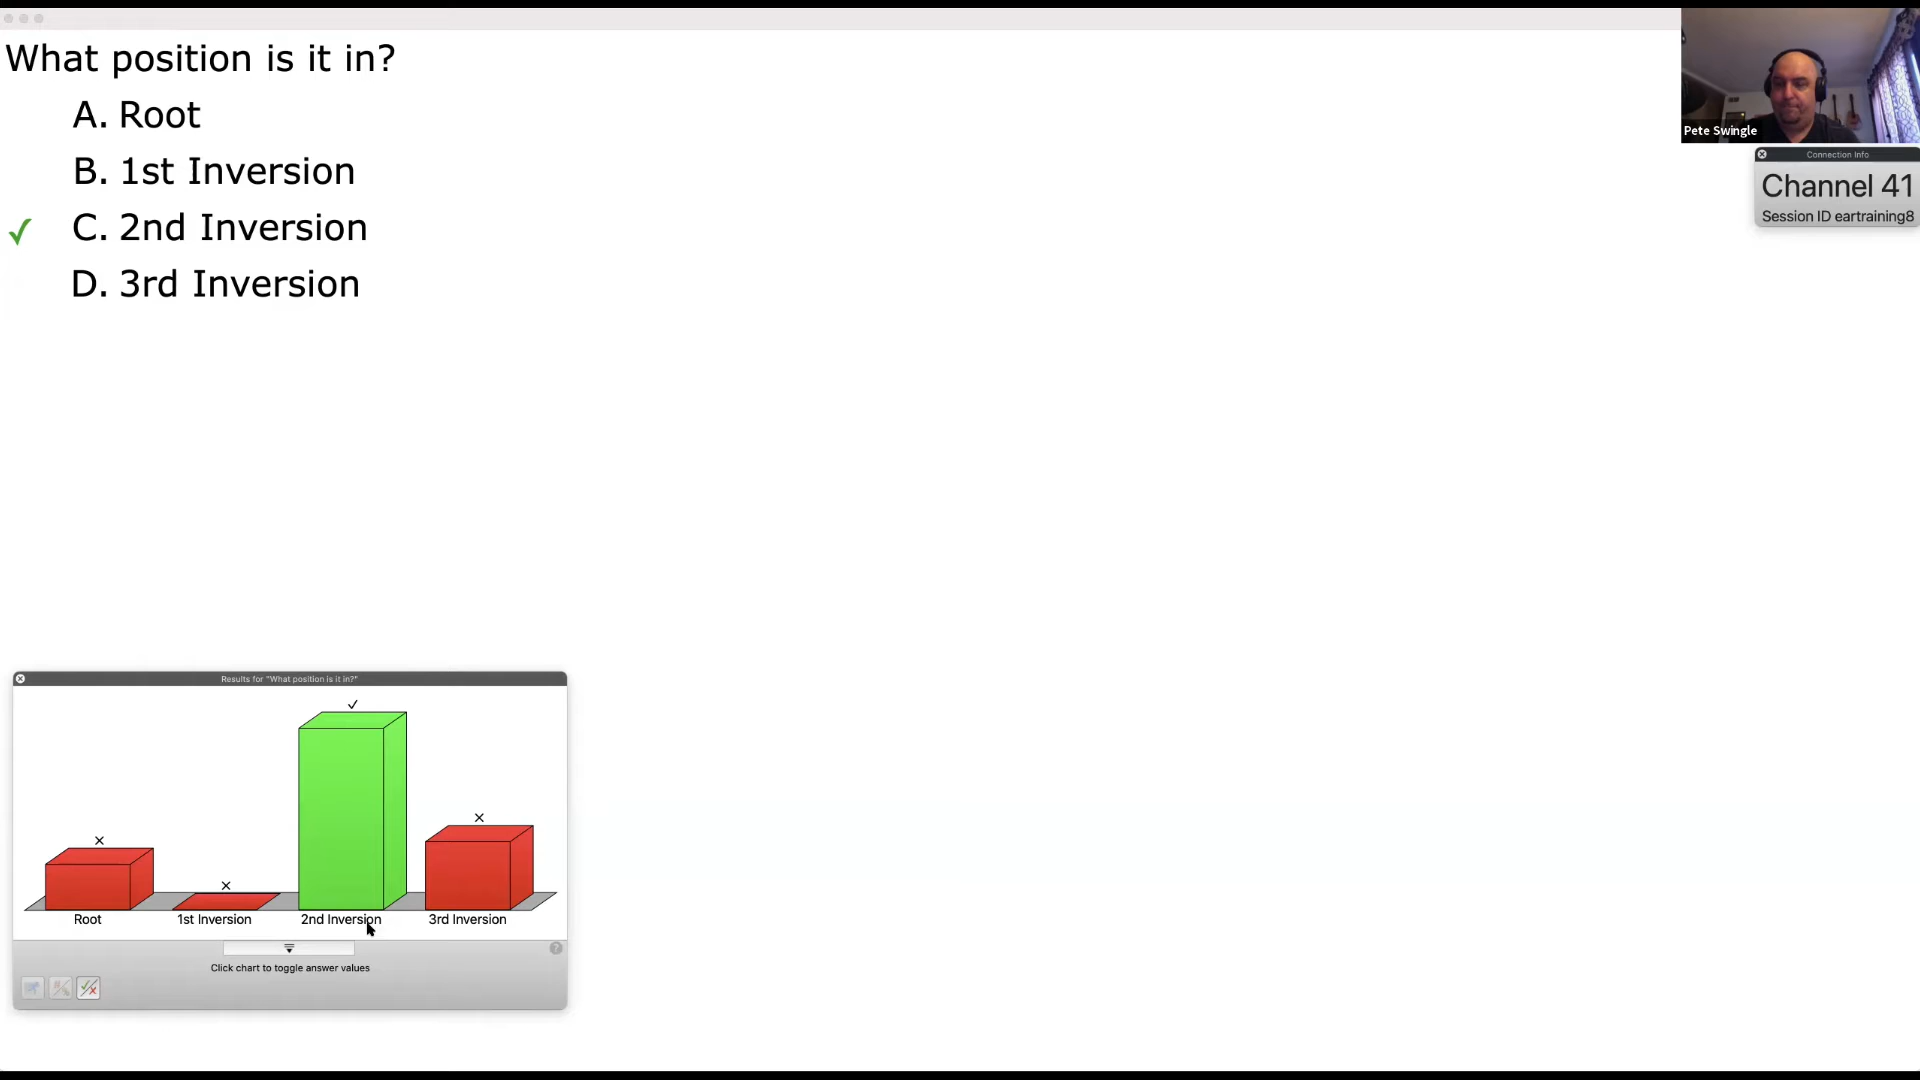 What position is it in?
A. Root
B. 1st Inversion
✓ C. 2nd Inversion
D. 3rd Inversion
Pete Swingle
Connection Info
Channel 41
Session ID eartraining8
Results for "What position is it in?"
Root 1st Inversion 2nd Inversion 3rd Inversion
Click chart to toggle answer values